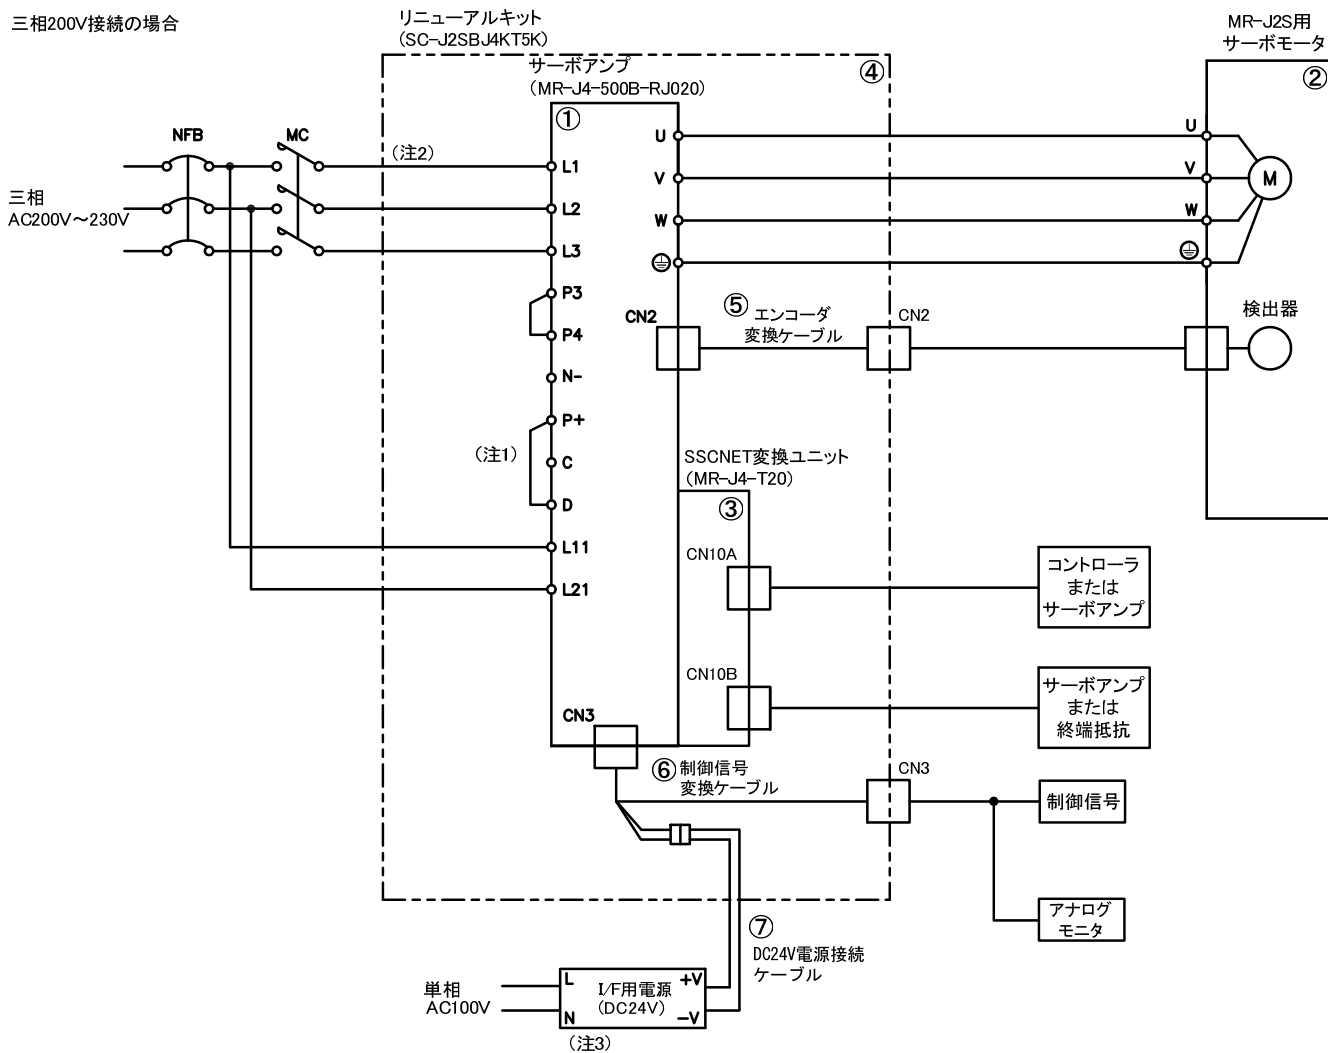 三相200V接続の場合
リニューアルキット
(SC-J2SBJ4KT5K)
MR-J2S用
サーボモータ
②
サーボアンプ
(MR-J4-500B-RJ020)
④
①
NFB
MC
(注2)
三相
AC200V～230V
L1
L2
L3
P3
P4
N-
P+
C
D
L11
L21
(注1)
U
V
W
U
V
W
M
CN2
⑤
エンコーダ
変換ケーブル
CN2
検出器
SSCNET変換ユニット
(MR-J4-T20)
③
CN10A
コントローラ
または
サーボアンプ
CN10B
サーボアンプ
または
終端抵抗
CN3
⑥
制御信号
変換ケーブル
CN3
制御信号
アナログ
モニタ
⑦
DC24V電源接続
ケーブル
単相
AC100V
L
N
I/F用電源
(DC24V)
+V
-V
(注3)